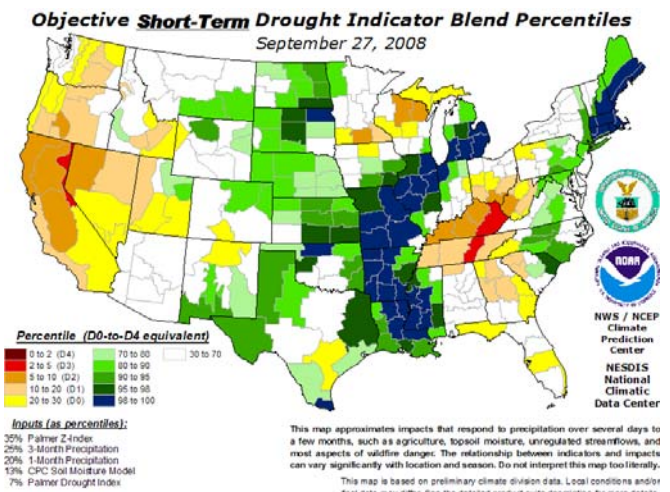 Objective Short-Term Drought Indicator Blend Percentiles
September 27, 2008
NOAA
NWS / NCEP
Climate
Prediction
Center
NESDIS
National
Climatic
Data Center
Percentile (D0-to-D4 equivalent)
0 to 2 (D4) 70 to 80 30 to 70
2 to 5 (D3) 80 to 90
5 to 10 (D2) 90 to 95
10 to 20 (D1) 95 to 98
20 to 30 (D0) 98 to 100
Inputs (as percentiles):
35% Palmer Z-Index
25% 3-Month Precipitation
20% 1-Month Precipitation
13% CPC Soil Moisture Model
7% Palmer Drought Index
This map approximates impacts that respond to precipitation over several days to
a few months, such as agriculture, topsoil moisture, unregulated streamflows, and
most aspects of wildfire danger. The relationship between indicators and impacts
can vary significantly with location and season. Do not interpret this map too literally.
This map is based on preliminary climate division data. Local conditions and/or